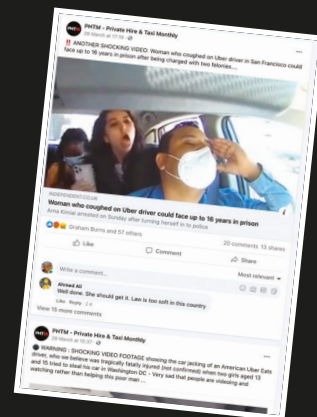 PHTM - Private Hire & Taxi Monthly
28 March at 17:19
‼ ANOTHER SHOCKING VIDEO: Woman who coughed on Uber driver in San Francisco could
face up to 16 years in prison after being charged with two felonies....
INDEPENDENT.CO.UK
Woman who coughed on Uber driver could face up to 16 years in prison
Arna Kimiai arrested on Sunday after turning herself in to police
Graham Burns and 57 others
20 comments 13 shares
Like
Comment
Share
Most relevant
Write a comment...
Ahmed Ali
Well done. She should get it. Law is too soft in this country
Like Reply
View 15 more comments
PHTM - Private Hire & Taxi Monthly
28 March at
WARNING : SHOCKING VIDEO FOOTAGE showing the car jacking of an American Uber Eats
driver, who we believe was tragically fatally injured (not confirmed) when two girls aged 13
and 15 tried to steal his car in Washington DC - Very sad that people are videoing and
watching rather than helping this poor man ...